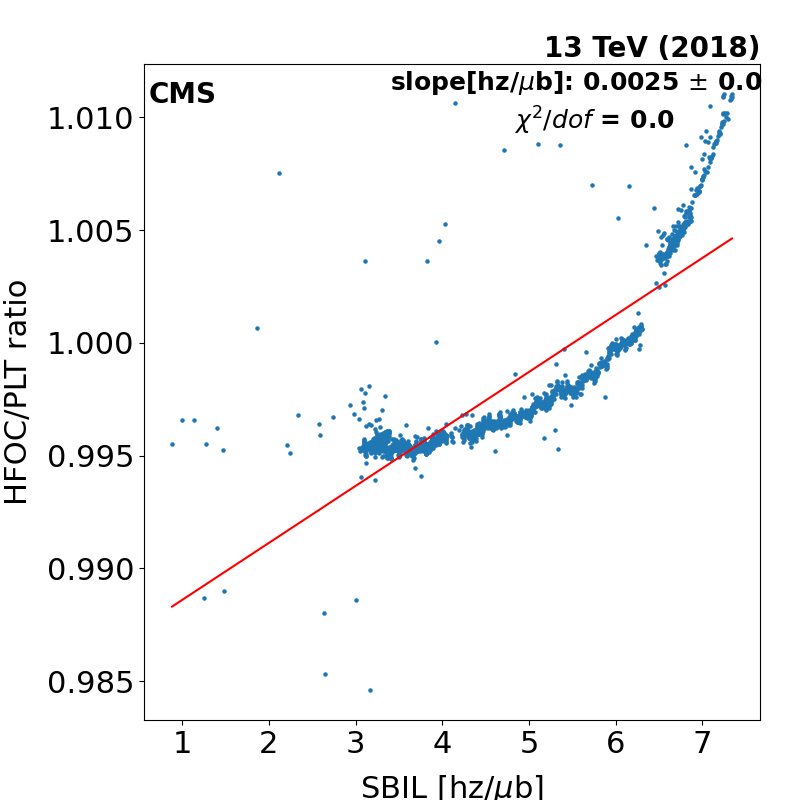 13 TeV (2018)
CMS
slope[hz/μb]: 0.0025 ± 0.0
χ²/dof = 0.0
HFOC/PLT ratio
1.010
1.005
1.000
0.995
0.990
0.985
1 2 3 4 5 6 7
SBIL [hz/μb]